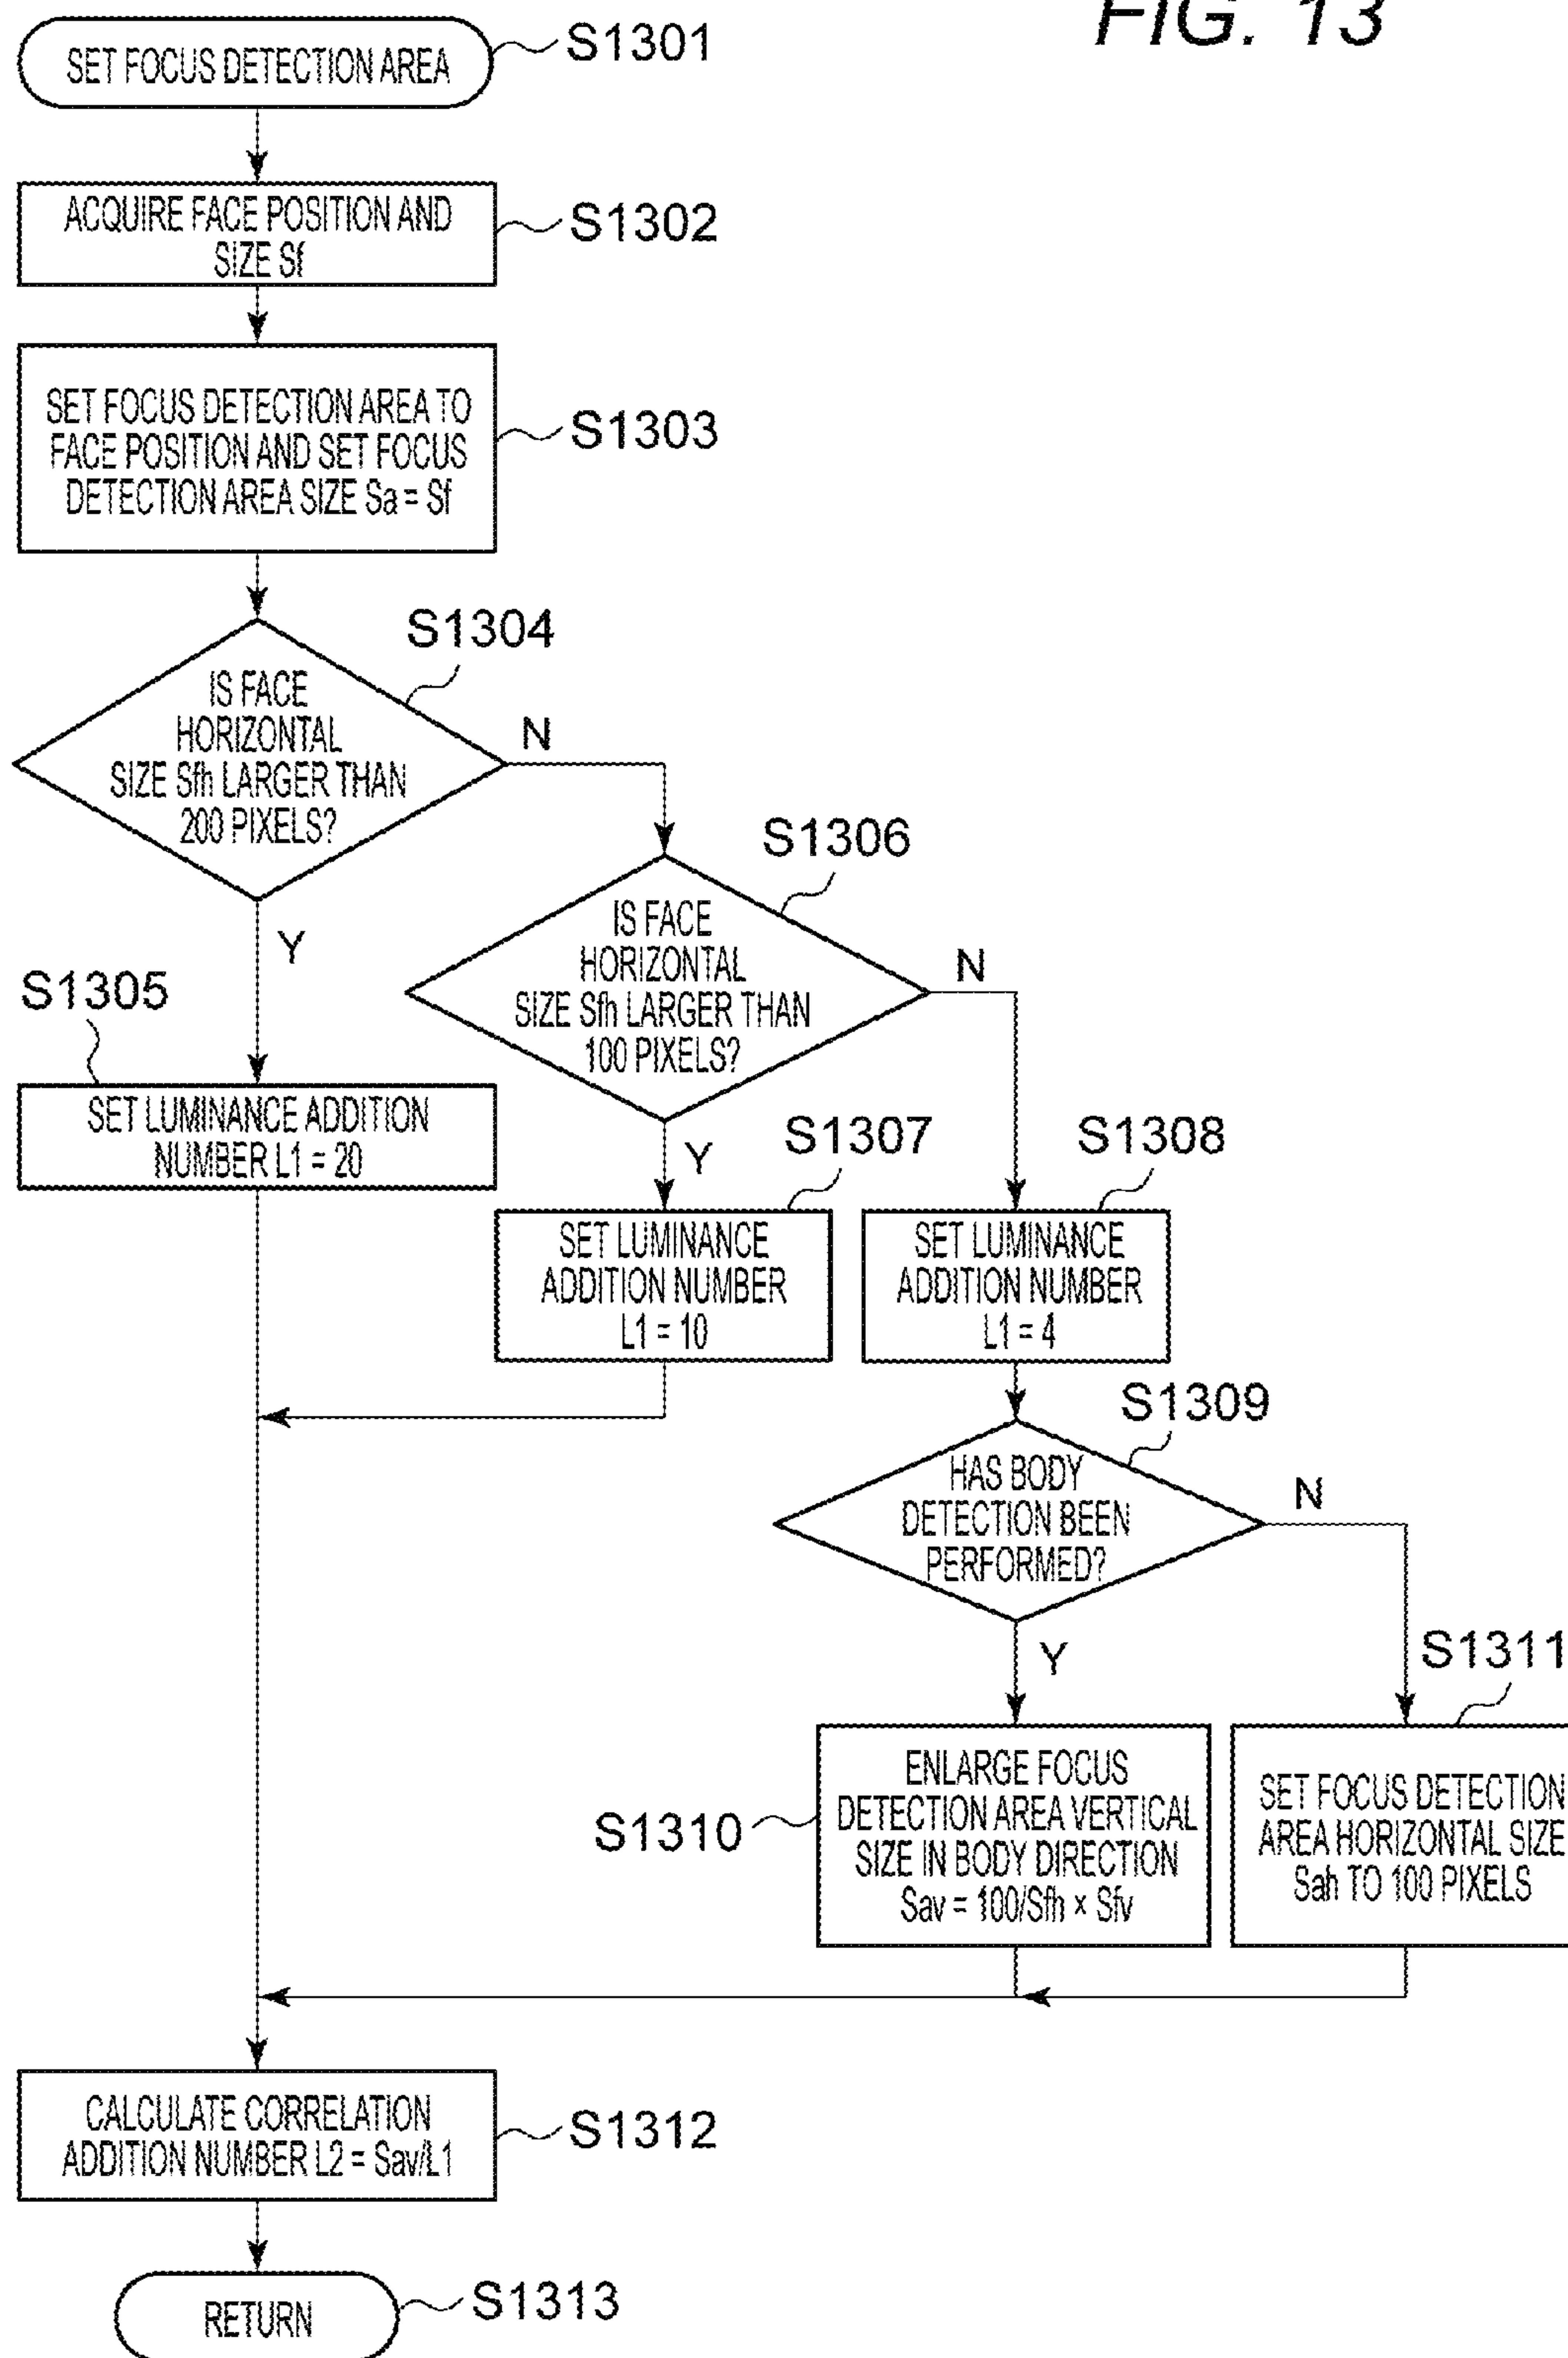 FIG. 13
SET FOCUS DETECTION AREA
S1301
ACQUIRE FACE POSITION AND
SIZE Sf
S1302
SET FOCUS DETECTION AREA TO
FACE POSITION AND SET FOCUS
DETECTION AREA SIZE Sa = Sf
S1303
S1304
IS FACE
HORIZONTAL
SIZE Sfh LARGER THAN
200 PIXELS?
N
Y
S1306
IS FACE
HORIZONTAL
SIZE Sfh LARGER THAN
100 PIXELS?
N
Y
S1305
SET LUMINANCE ADDITION
NUMBER L1 = 20
S1307
SET LUMINANCE
ADDITION NUMBER
L1 = 10
S1308
SET LUMINANCE
ADDITION NUMBER
L1 = 4
S1309
HAS BODY
DETECTION BEEN
PERFORMED?
N
Y
S1310
ENLARGE FOCUS
DETECTION AREA VERTICAL
SIZE IN BODY DIRECTION
Sav = 100/Sfh × Sfv
S1311
SET FOCUS DETECTION
AREA HORIZONTAL SIZE
Sah TO 100 PIXELS
CALCULATE CORRELATION
ADDITION NUMBER L2 = Sav/L1
S1312
RETURN
S1313